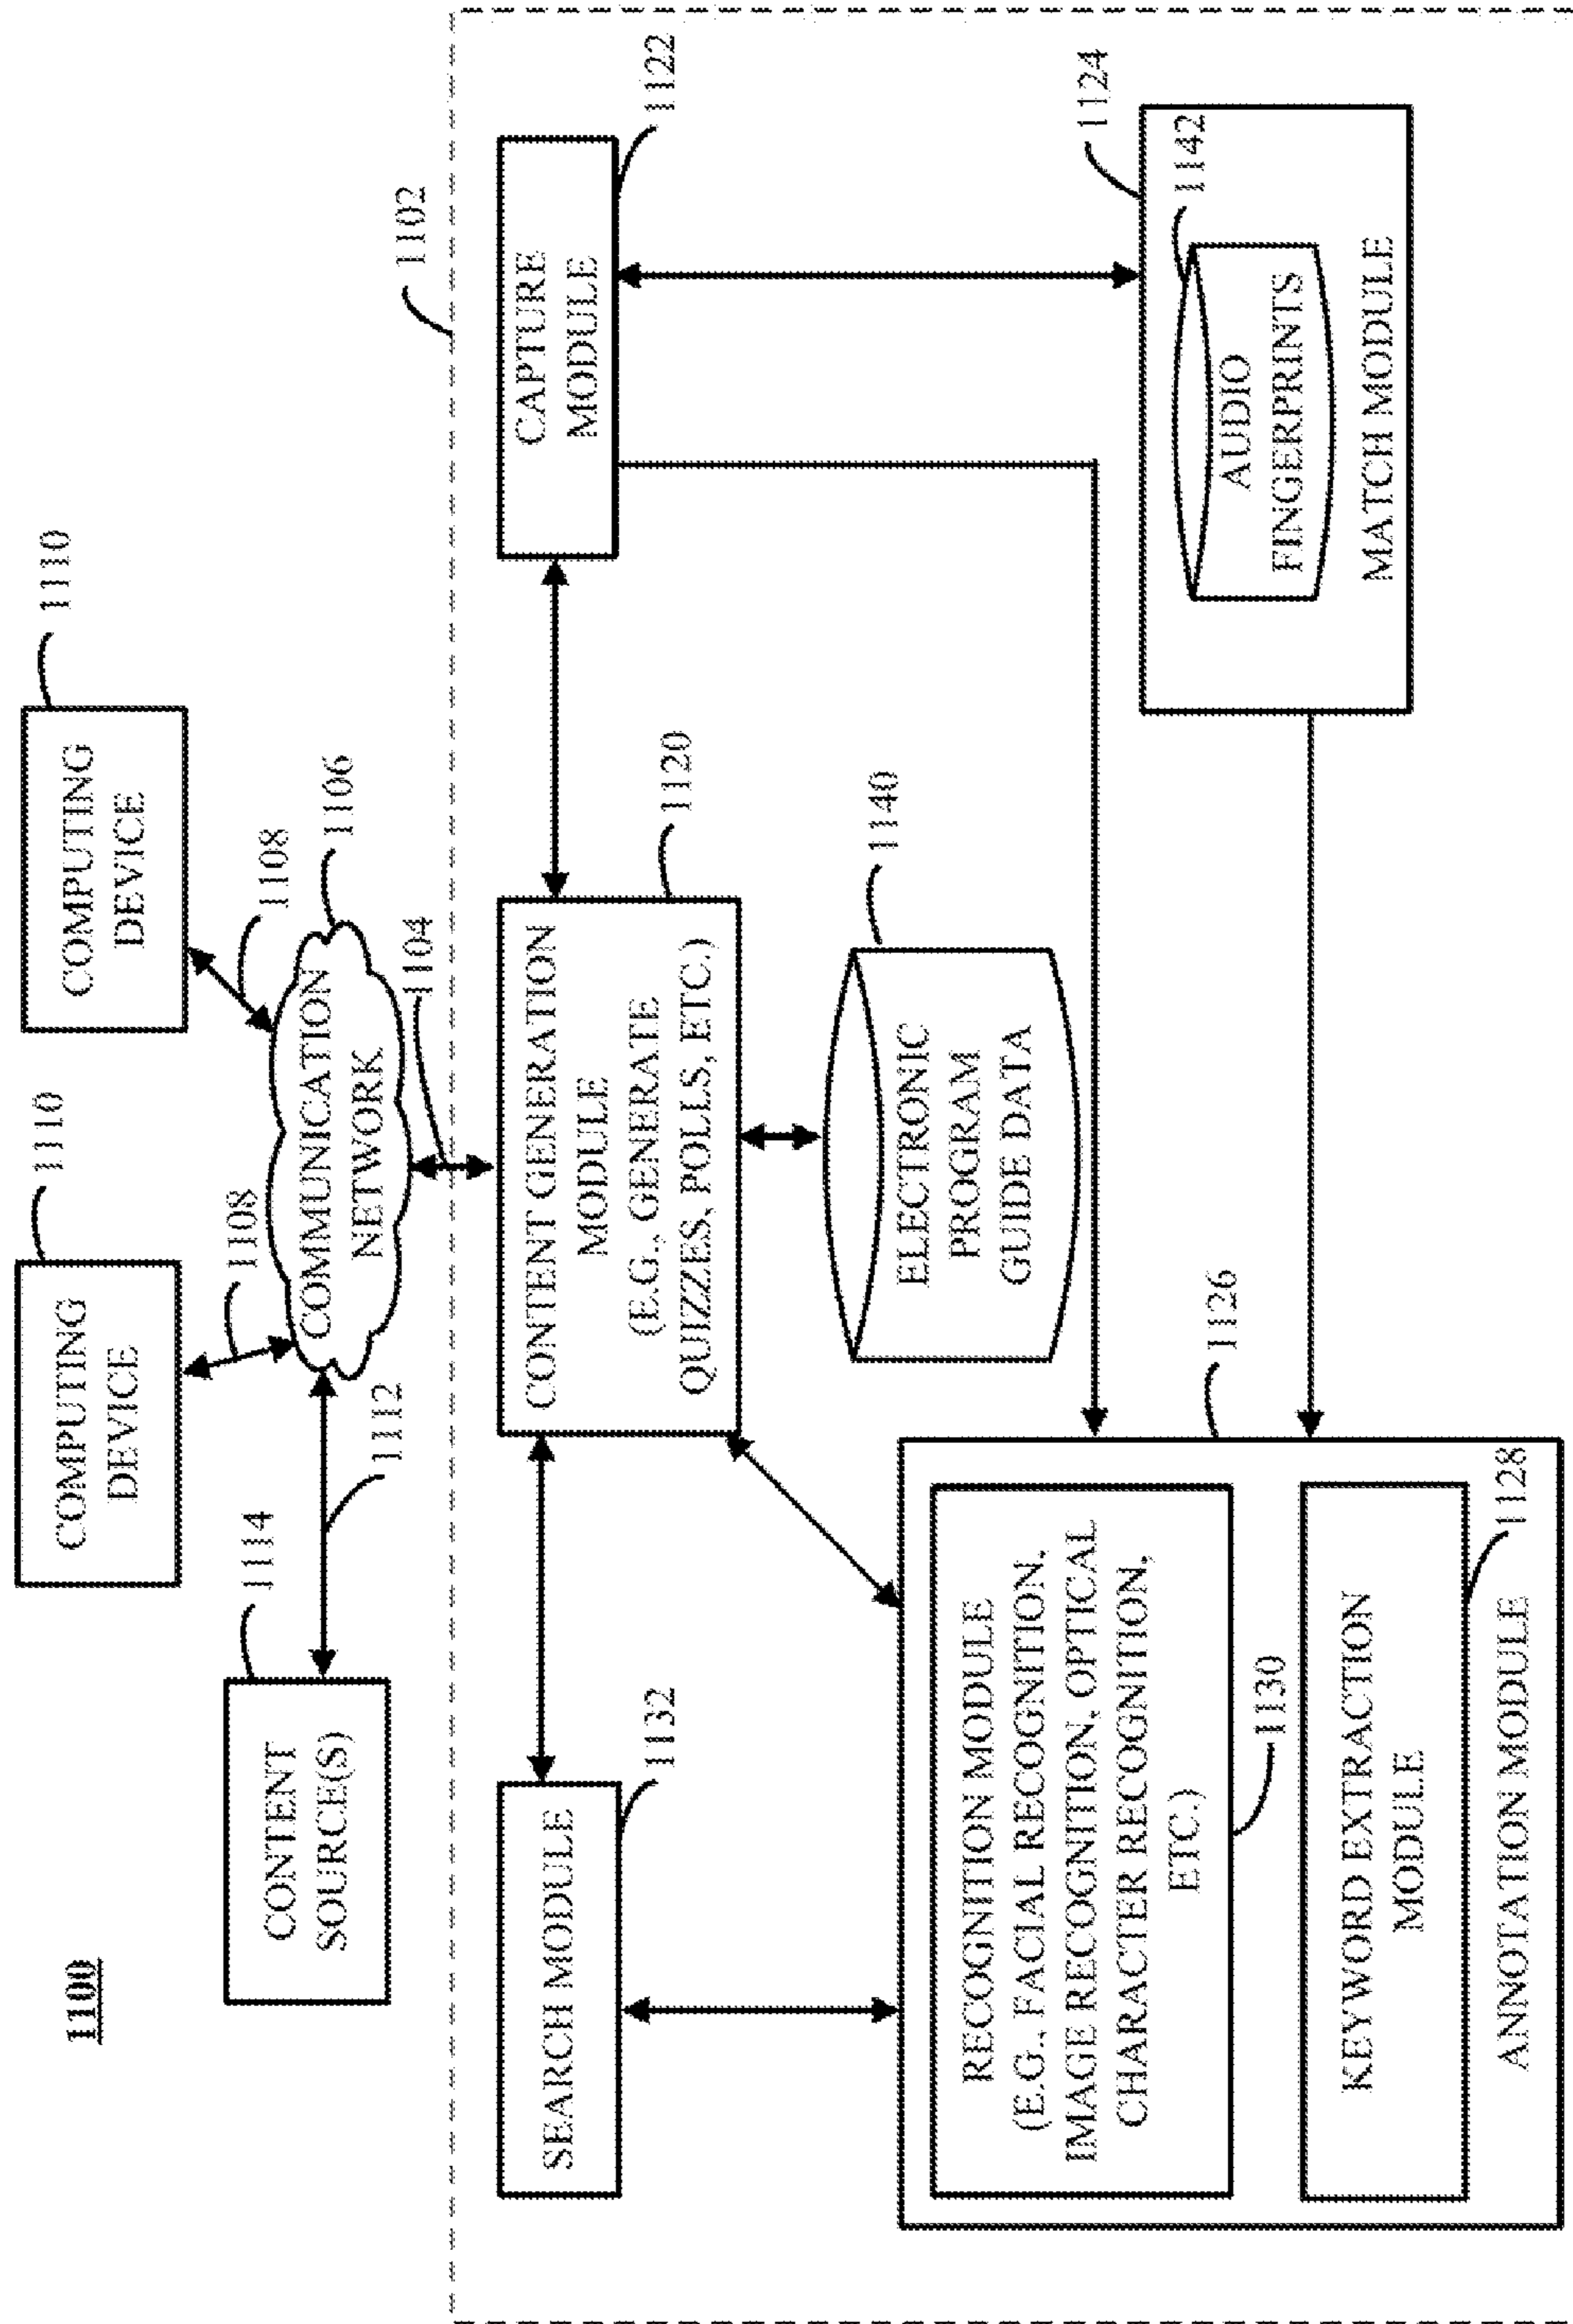 1100
COMPUTING
DEVICE
1110
COMPUTING
DEVICE
1110
CONTENT
SOURCE(S)
1114
1112
1108
COMMUNICATION
NETWORK
1108
1106
1104
1102
SEARCH MODULE
1132
CONTENT GENERATION
MODULE
(E.G., GENERATE
QUIZZES, POLLS, ETC.)
1120
CAPTURE
MODULE
1122
ELECTRONIC
PROGRAM
GUIDE DATA
1140
RECOGNITION MODULE
(E.G., FACIAL RECOGNITION,
IMAGE RECOGNITION, OPTICAL
CHARACTER RECOGNITION,
ETC.)
1130
KEYWORD EXTRACTION
MODULE
1128
ANNOTATION MODULE
1126
AUDIO
FINGERPRINTS
1142
MATCH MODULE
1124